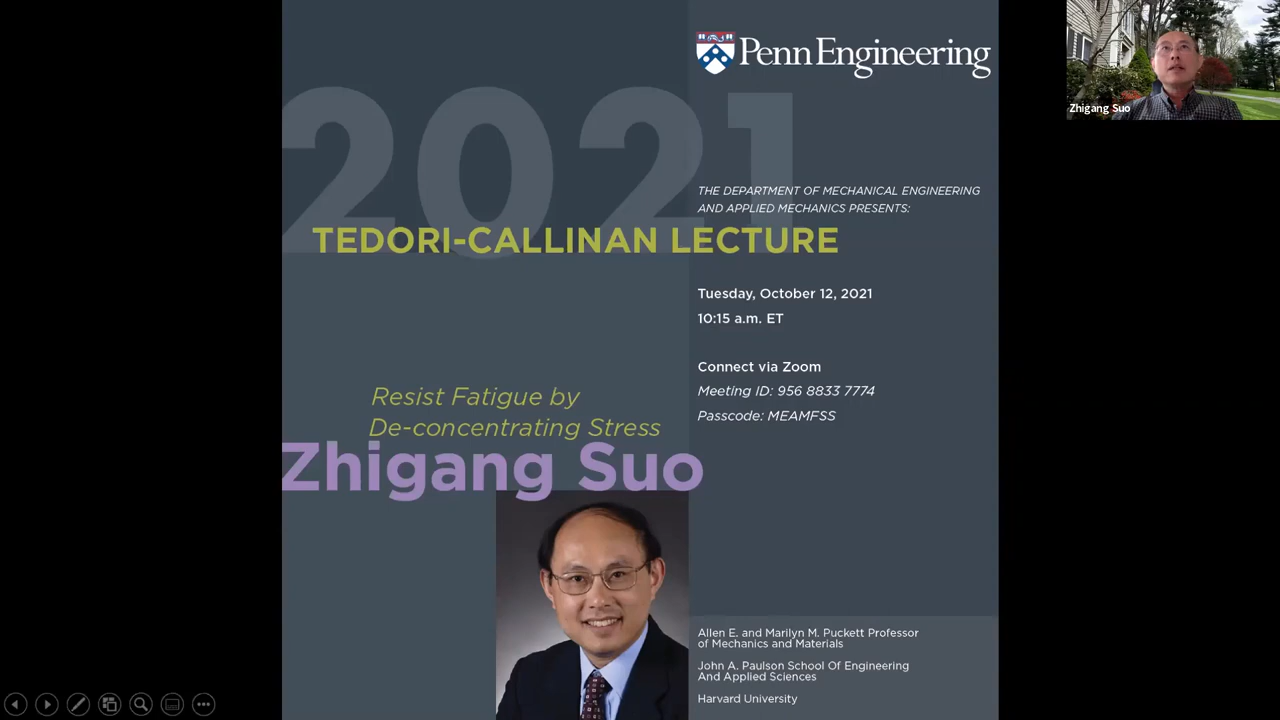 2021
Penn Engineering
THE DEPARTMENT OF MECHANICAL ENGINEERING
AND APPLIED MECHANICS PRESENTS:
TEDORI-CALLINAN LECTURE
Tuesday, October 12, 2021
10:15 a.m. ET
Connect via Zoom
Meeting ID: 956 8833 7774
Passcode: MEAMFSS
Resist Fatigue by
De-concentrating Stress
Zhigang Suo
Allen E. and Marilyn M. Puckett Professor
of Mechanics and Materials
John A. Paulson School Of Engineering
And Applied Sciences
Harvard University
Zhigang Suo